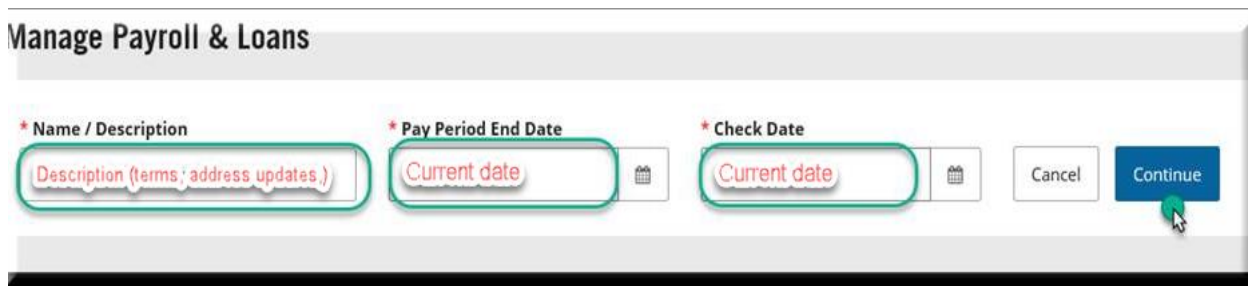 Manage Payroll & Loans
* Name / Description
* Pay Period End Date
* Check Date
Description (terms, address updates,)
Current date
Current date
Cancel
Continue